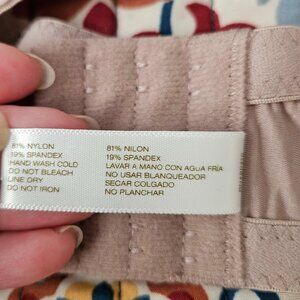 81% NYLON
19% SPANDEX
HAND WASH COLD
DO NOT BLEACH
LINE DRY
DO NOT IRON
81% NILON
19% SPANDEX
LAVAR A MANO CON AGUA FRÍA
NO USAR BLANQUEADOR
SECAR COLGADO
NO PLANCHAR